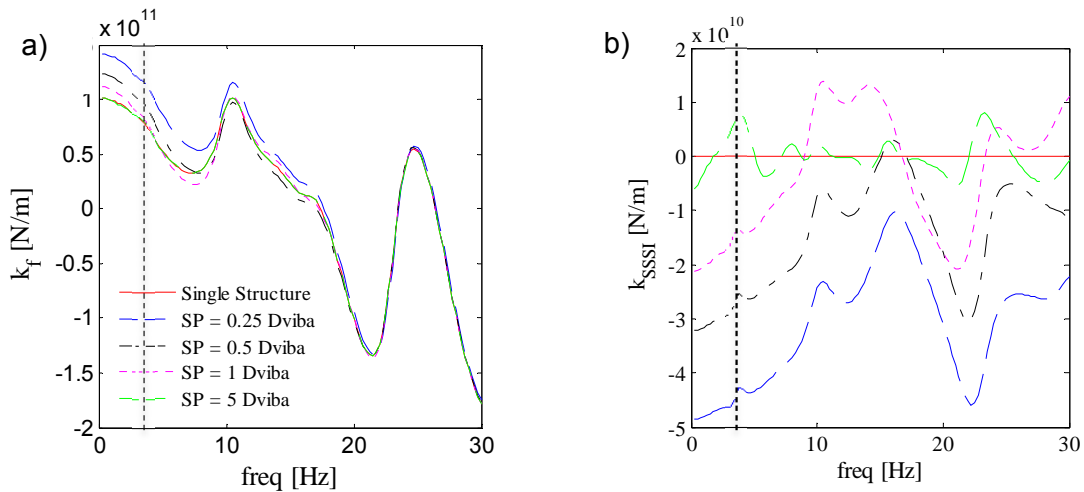 a)
x 10^11
1
0.5
0
-0.5
-1
-1.5
-2
k_f [N/m]
Single Structure
SP = 0.25 Dviba
SP = 0.5 Dviba
SP = 1 Dviba
SP = 5 Dviba
0 10 20 30
freq [Hz]
b)
x 10^10
2
1
0
-1
-2
-3
-4
-5
k_SSSI [N/m]
0 10 20 30
freq [Hz]